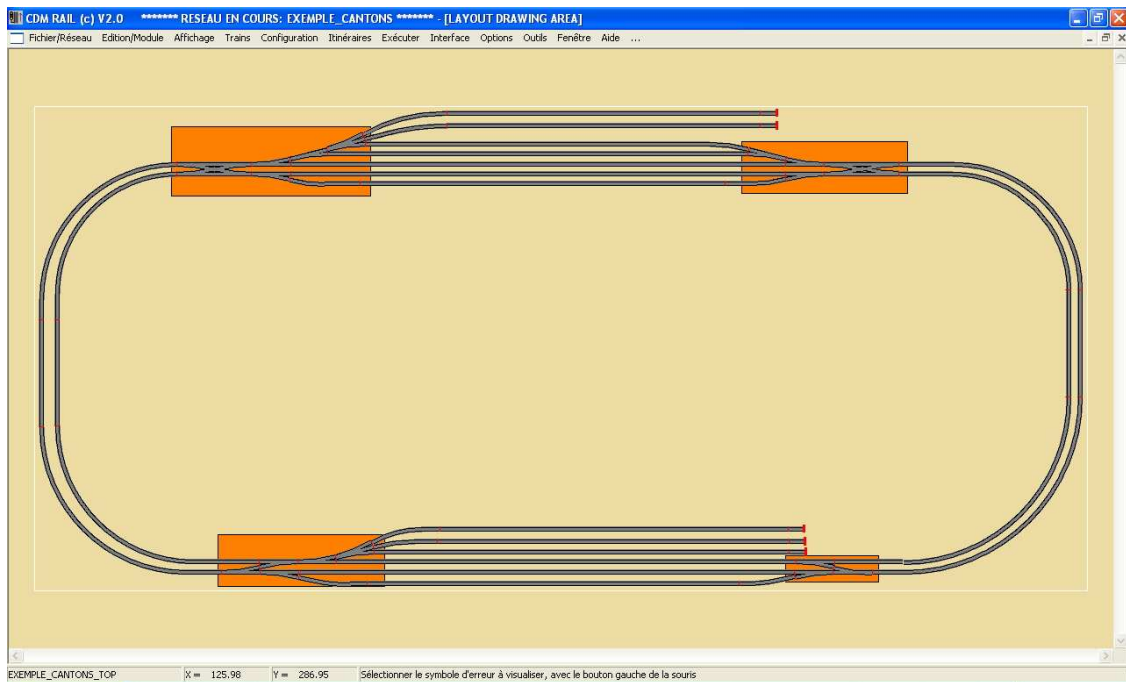 CDM RAIL (c) V2.0 ******* RESEAU EN COURS: EXEMPLE_CANTONS ******* - [LAYOUT DRAWING AREA]
Fichier/Réseau Edition/Module Affichage Trains Configuration Itinéraires Exécuter Interface Options Outils Fenêtre Aide ...
EXEMPLE_CANTONS_TOP X = 125.98 Y = 286.95 Sélectionner le symbole d'erreur à visualiser, avec le bouton gauche de la souris